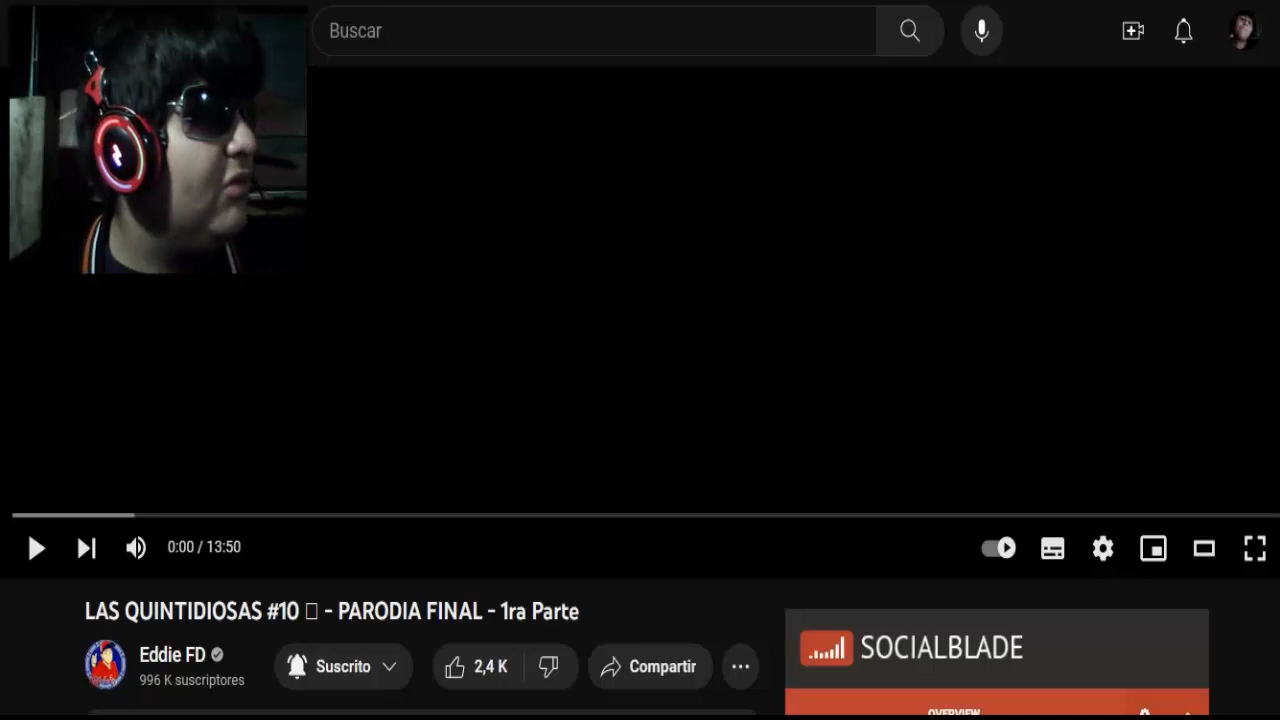 Buscar
0:00 / 13:50
LAS QUINTIDIOSAS #10 - PARODIA FINAL - 1ra Parte
Eddie FD
996 K suscriptores
Suscrito
2,4 K
Compartir
SOCIALBLADE
OVERVIEW